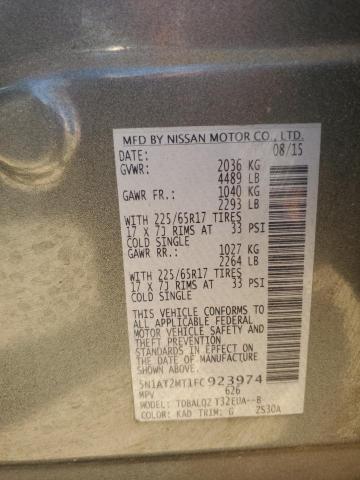 MFD BY NISSAN MOTOR CO., LTD.
DATE: 08/15
GVWR: 2036 KG
4489 LB
GAWR FR.: 1040 KG
2293 LB
WITH 225/65R17 TIRES
17 X 7J RIMS AT 33 PSI
COLD SINGLE
GAWR RR.: 1027 KG
2264 LB
WITH 225/65R17 TIRES
17 X 7J RIMS AT 33 PSI
COLD SINGLE
THIS VEHICLE CONFORMS TO
ALL APPLICABLE FEDERAL
MOTOR VEHICLE SAFETY AND
THEFT PREVENTION
STANDARDS IN EFFECT ON
THE DATE OF MANUFACTURE
SHOWN ABOVE.
5N1AT2MT1FC923974
MPV 626
MODEL: TDBALQZ T32EUA--B
COLOR: KAD TRIM: G ZS30A